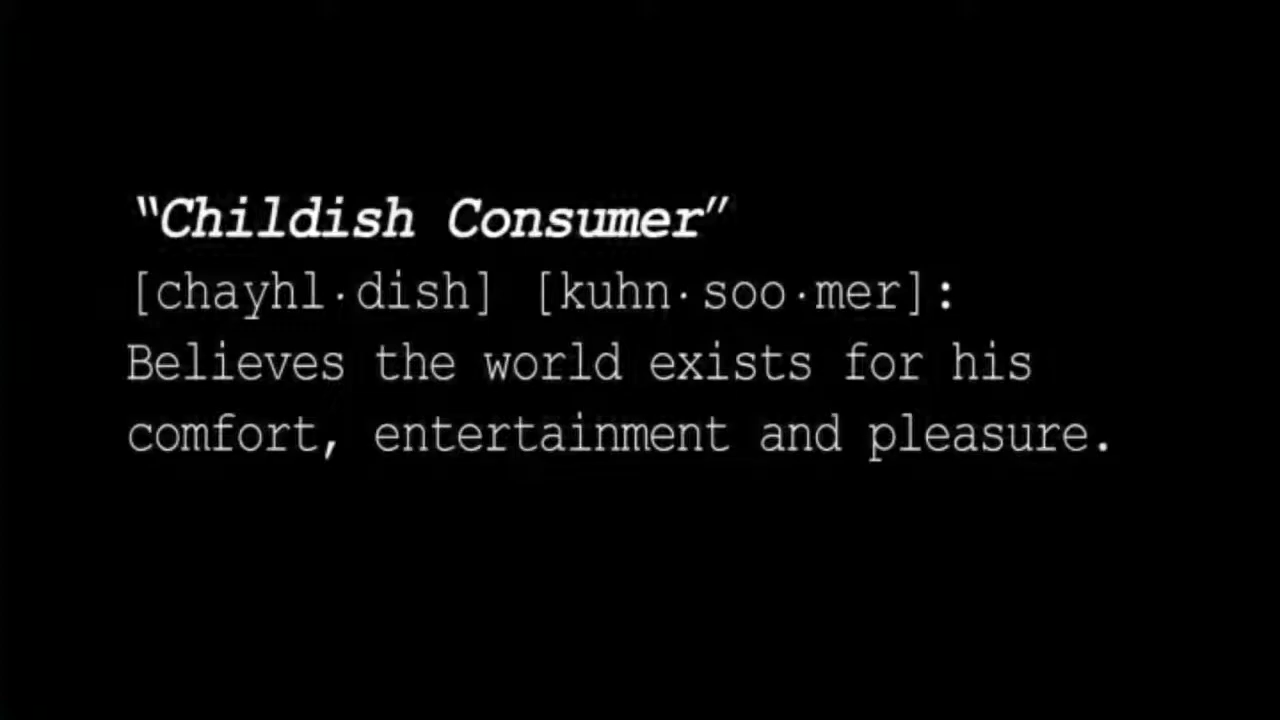 “Childish Consumer”
[chayhl·dish] [kuhn·soo·mer]:
Believes the world exists for his
comfort, entertainment and pleasure.